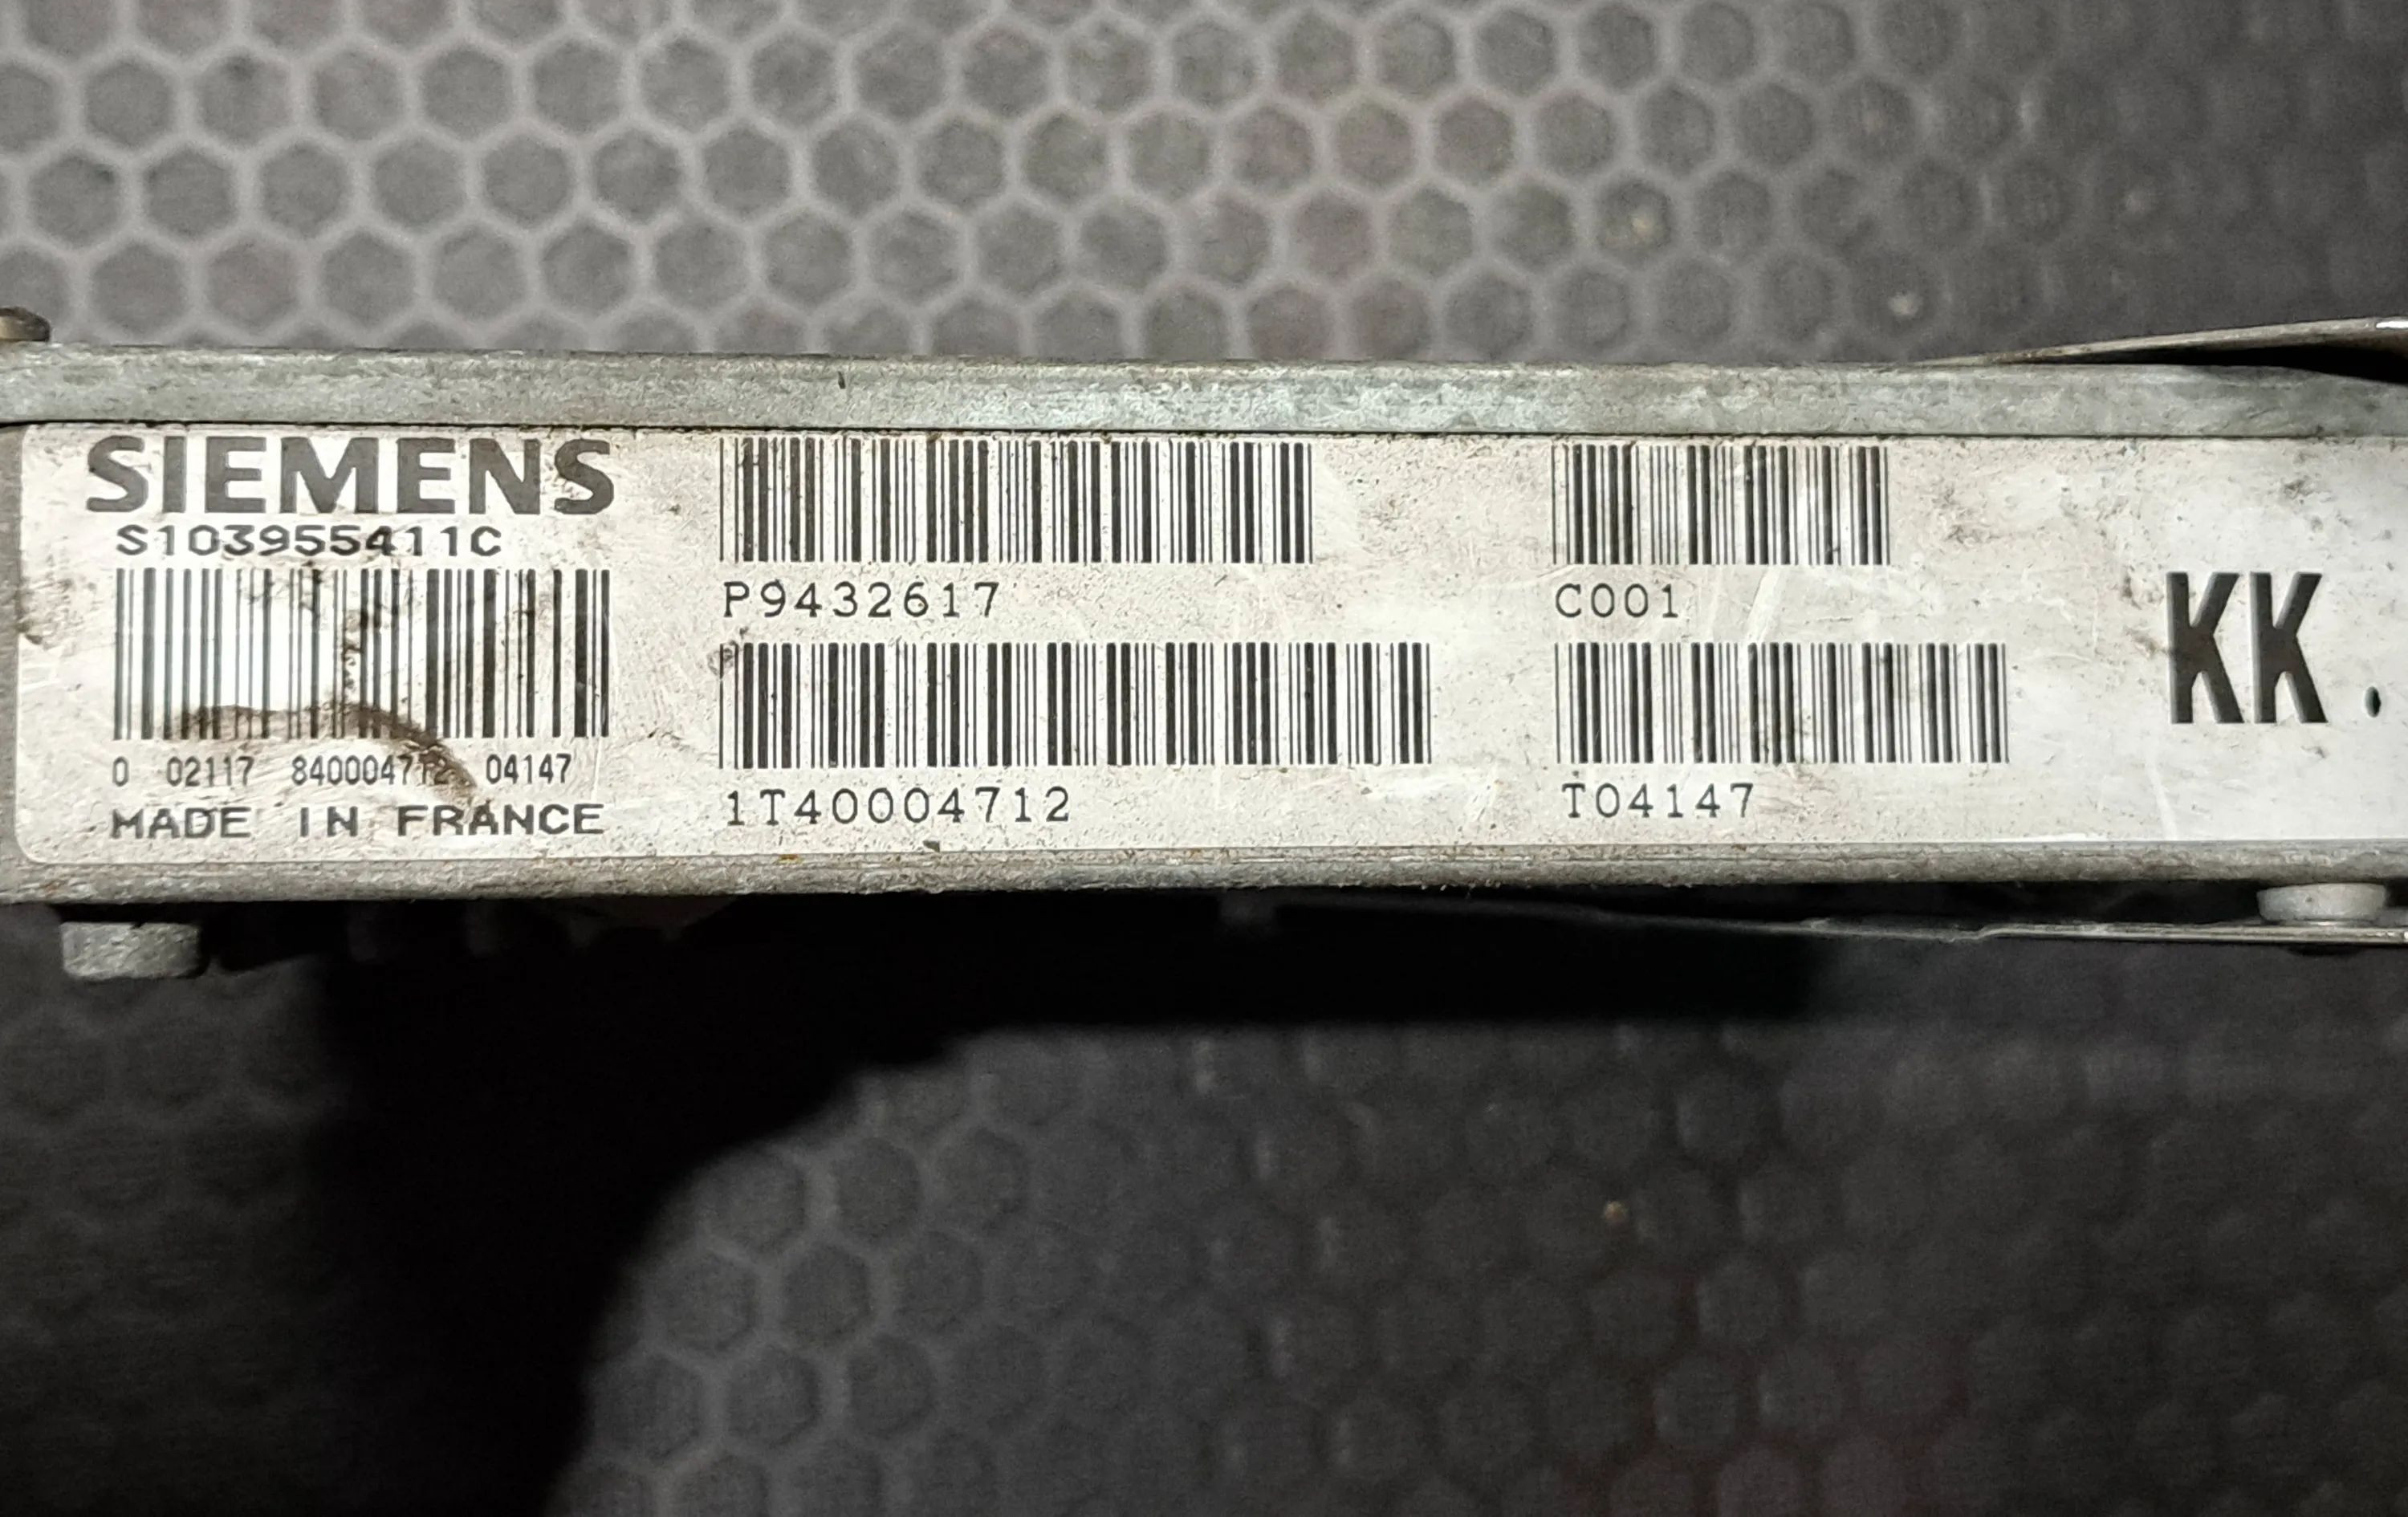 SIEMENS
S103955411C
0 02117 840004712 04147
MADE IN FRANCE
P9432617
1T40004712
C001
T04147
KK.